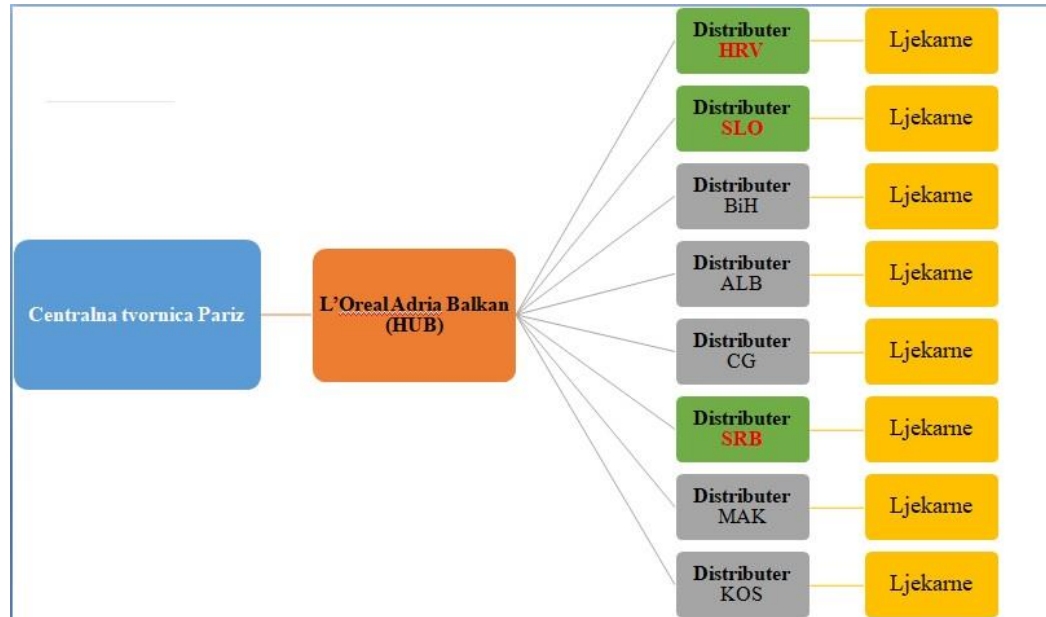 Centralna tvornica Pariz
L'Oreal Adria Balkan
(HUB)
Distributer
HRV
Ljekarne
Distributer
SLO
Ljekarne
Distributer
BiH
Ljekarne
Distributer
ALB
Ljekarne
Distributer
CG
Ljekarne
Distributer
SRB
Ljekarne
Distributer
MAK
Ljekarne
Distributer
KOS
Ljekarne